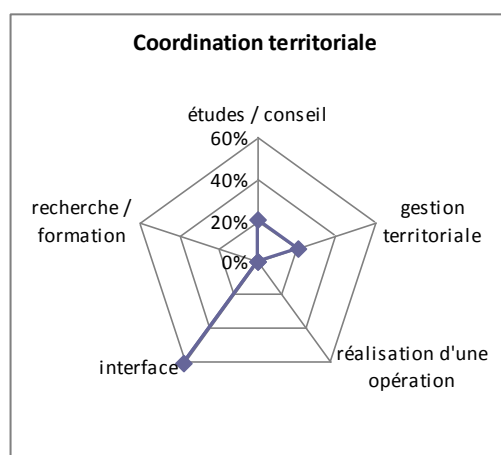 Coordination territoriale
études / conseil
60%
40%
20%
0%
recherche /
formation
gestion
territoriale
interface
réalisation d'une
opération